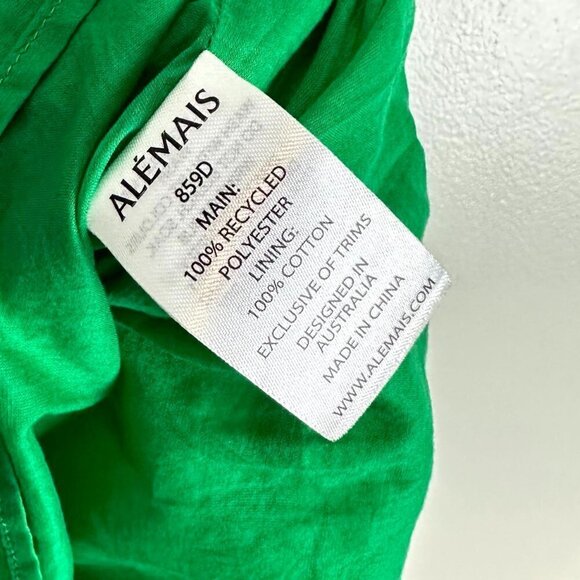 ALÉMAIS
859D
MAIN:
100% RECYCLED
POLYESTER
LINING:
100% COTTON
EXCLUSIVE OF TRIMS
DESIGNED IN
AUSTRALIA
MADE IN CHINA
WWW.ALEMAIS.COM